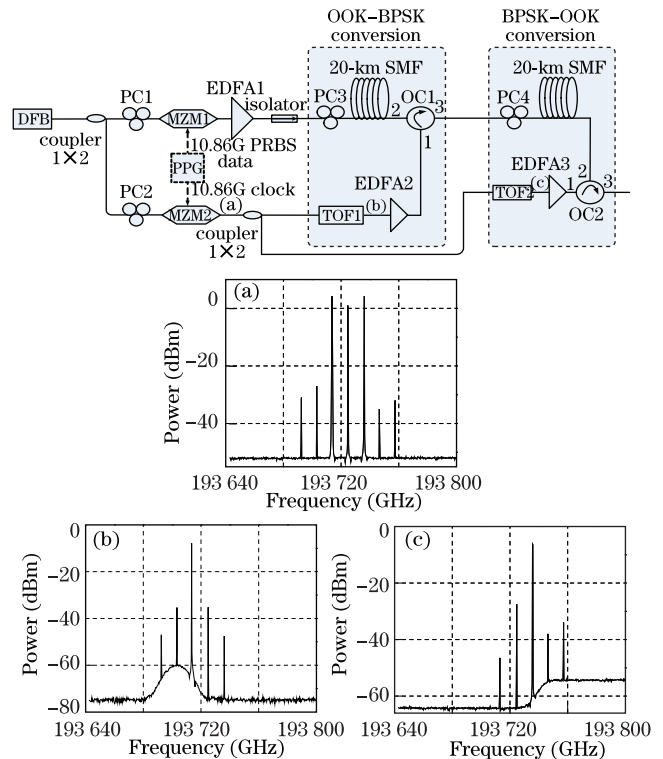 OOK–BPSK
conversion
BPSK–OOK
conversion
20-km SMF
20-km SMF
EDFA1
isolator
PC1
PC3
OC1
PC4
2
3
1
DFB
MZM1
coupler
1×2
10.86G PRBS
data
PPG
10.86G clock
EDFA2
EDFA3
2
3
1
PC2
(a)
(b)
(c)
MZM2
TOF1
TOF2
OC2
coupler
1×2
(a)
0
−20
−40
Power (dBm)
193 640
193 720
193 800
Frequency (GHz)
(b)
0
−20
−40
−60
−80
Power (dBm)
193 640
193 720
193 800
Frequency (GHz)
(c)
0
−20
−40
−60
Power (dBm)
193 640
193 720
193 800
Frequency (GHz)